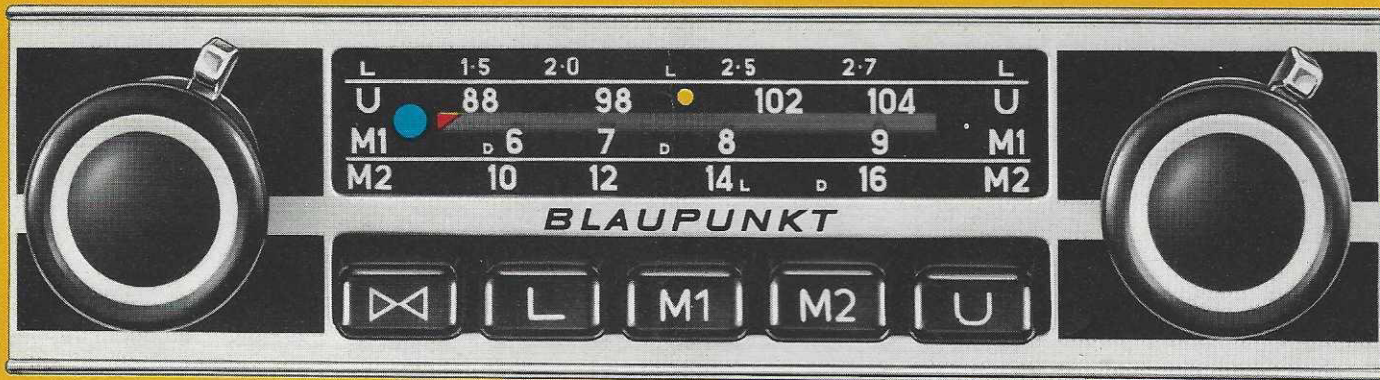 L 1·5 2·0 L 2·5 2·7 L
U 88 98 102 104 U
M1 D 6 7 D 8 9 M1
M2 10 12 14 L D 16 M2
BLAUPUNKT
L M1 M2 U